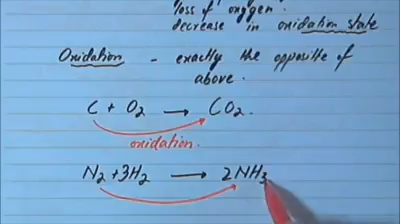 loss of oxygen.
decrease in oxidation state
Oxidation - exactly the opposite of
above.
C + O₂ → CO₂.
oxidation.
N₂ + 3H₂ → 2NH₃